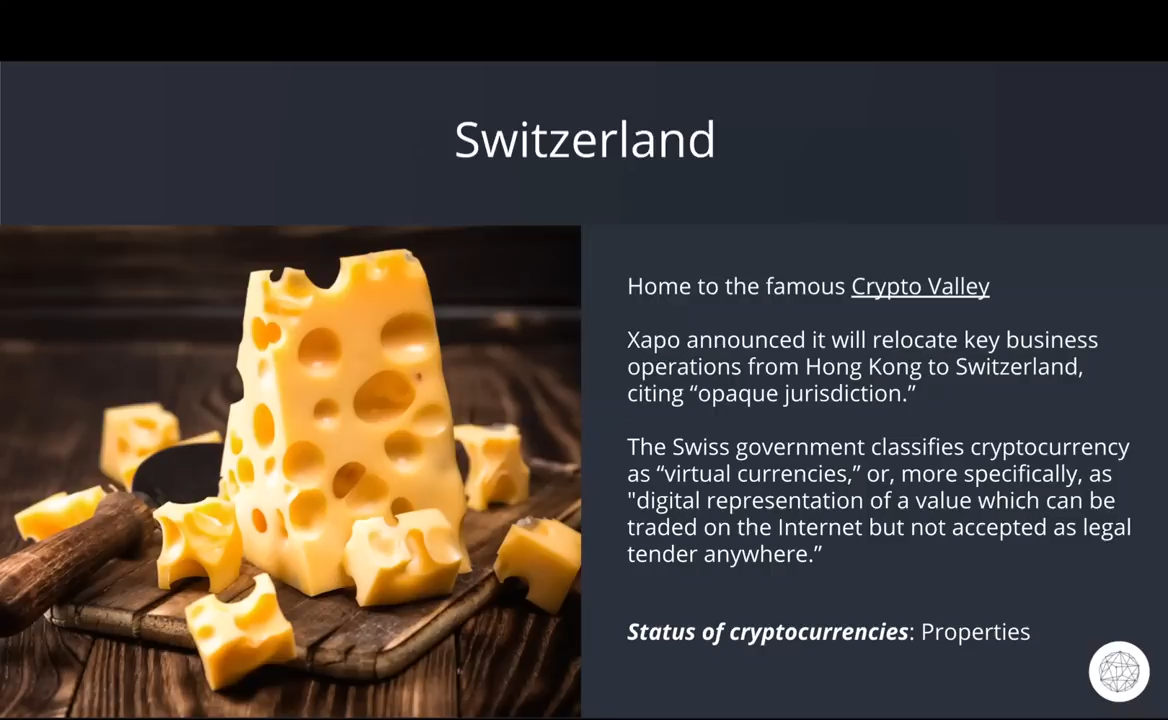 Switzerland
Home to the famous Crypto Valley
Xapo announced it will relocate key business
operations from Hong Kong to Switzerland,
citing “opaque jurisdiction.”
The Swiss government classifies cryptocurrency
as “virtual currencies,” or, more specifically, as
"digital representation of a value which can be
traded on the Internet but not accepted as legal
tender anywhere.”
Status of cryptocurrencies: Properties